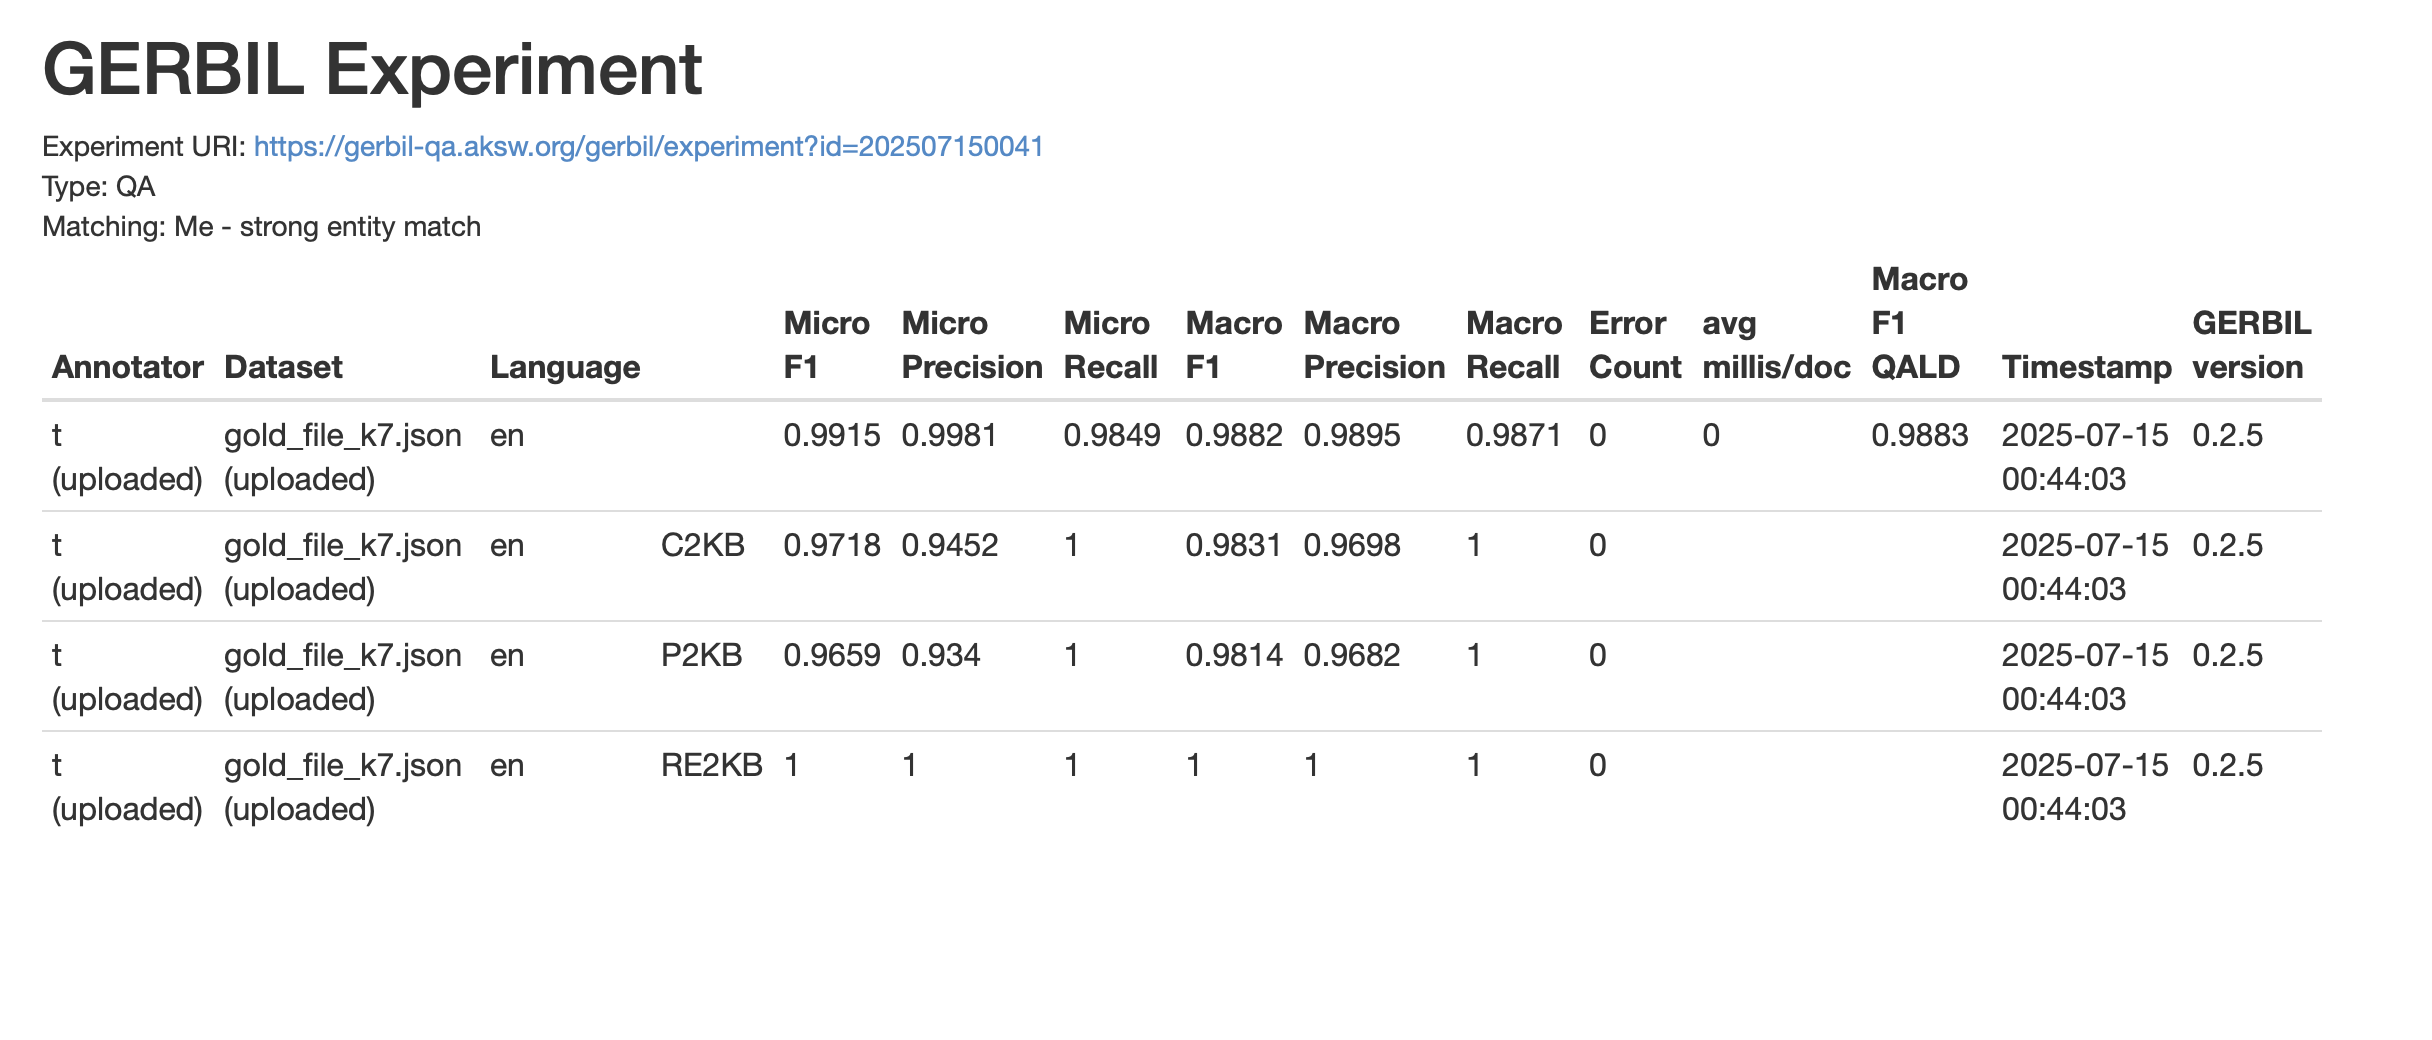 GERBIL Experiment
Experiment URI: https://gerbil-qa.aksw.org/gerbil/experiment?id=202507150041
Type: QA
Matching: Me - strong entity match
Annotator Dataset Language Micro F1 Micro Precision Micro Recall Macro F1 Macro Precision Macro Recall Error Count avg millis/doc Macro F1 QALD Timestamp GERBIL version
t (uploaded) gold_file_k7.json (uploaded) en 0.9915 0.9981 0.9849 0.9882 0.9895 0.9871 0 0 0.9883 2025-07-15 00:44:03 0.2.5
t (uploaded) gold_file_k7.json (uploaded) en C2KB 0.9718 0.9452 1 0.9831 0.9698 1 0 2025-07-15 00:44:03 0.2.5
t (uploaded) gold_file_k7.json (uploaded) en P2KB 0.9659 0.934 1 0.9814 0.9682 1 0 2025-07-15 00:44:03 0.2.5
t (uploaded) gold_file_k7.json (uploaded) en RE2KB 1 1 1 1 1 1 0 2025-07-15 00:44:03 0.2.5